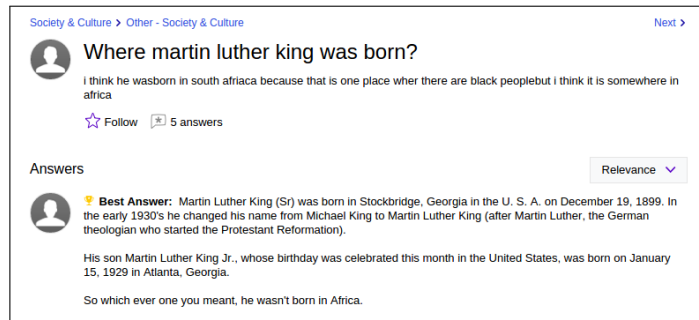 Society & Culture > Other - Society & Culture Next >
Where martin luther king was born?
i think he wasborn in south afriaca because that is one place wher there are black peoplebut i think it is somewhere in
africa
Follow 5 answers
Answers Relevance
Best Answer: Martin Luther King (Sr) was born in Stockbridge, Georgia in the U. S. A. on December 19, 1899. In
the early 1930's he changed his name from Michael King to Martin Luther King (after Martin Luther, the German
theologian who started the Protestant Reformation).
His son Martin Luther King Jr., whose birthday was celebrated this month in the United States, was born on January
15, 1929 in Atlanta, Georgia.
So which ever one you meant, he wasn't born in Africa.